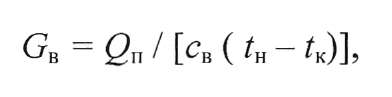 Gв = Qп / [cв ( tн – tк)],